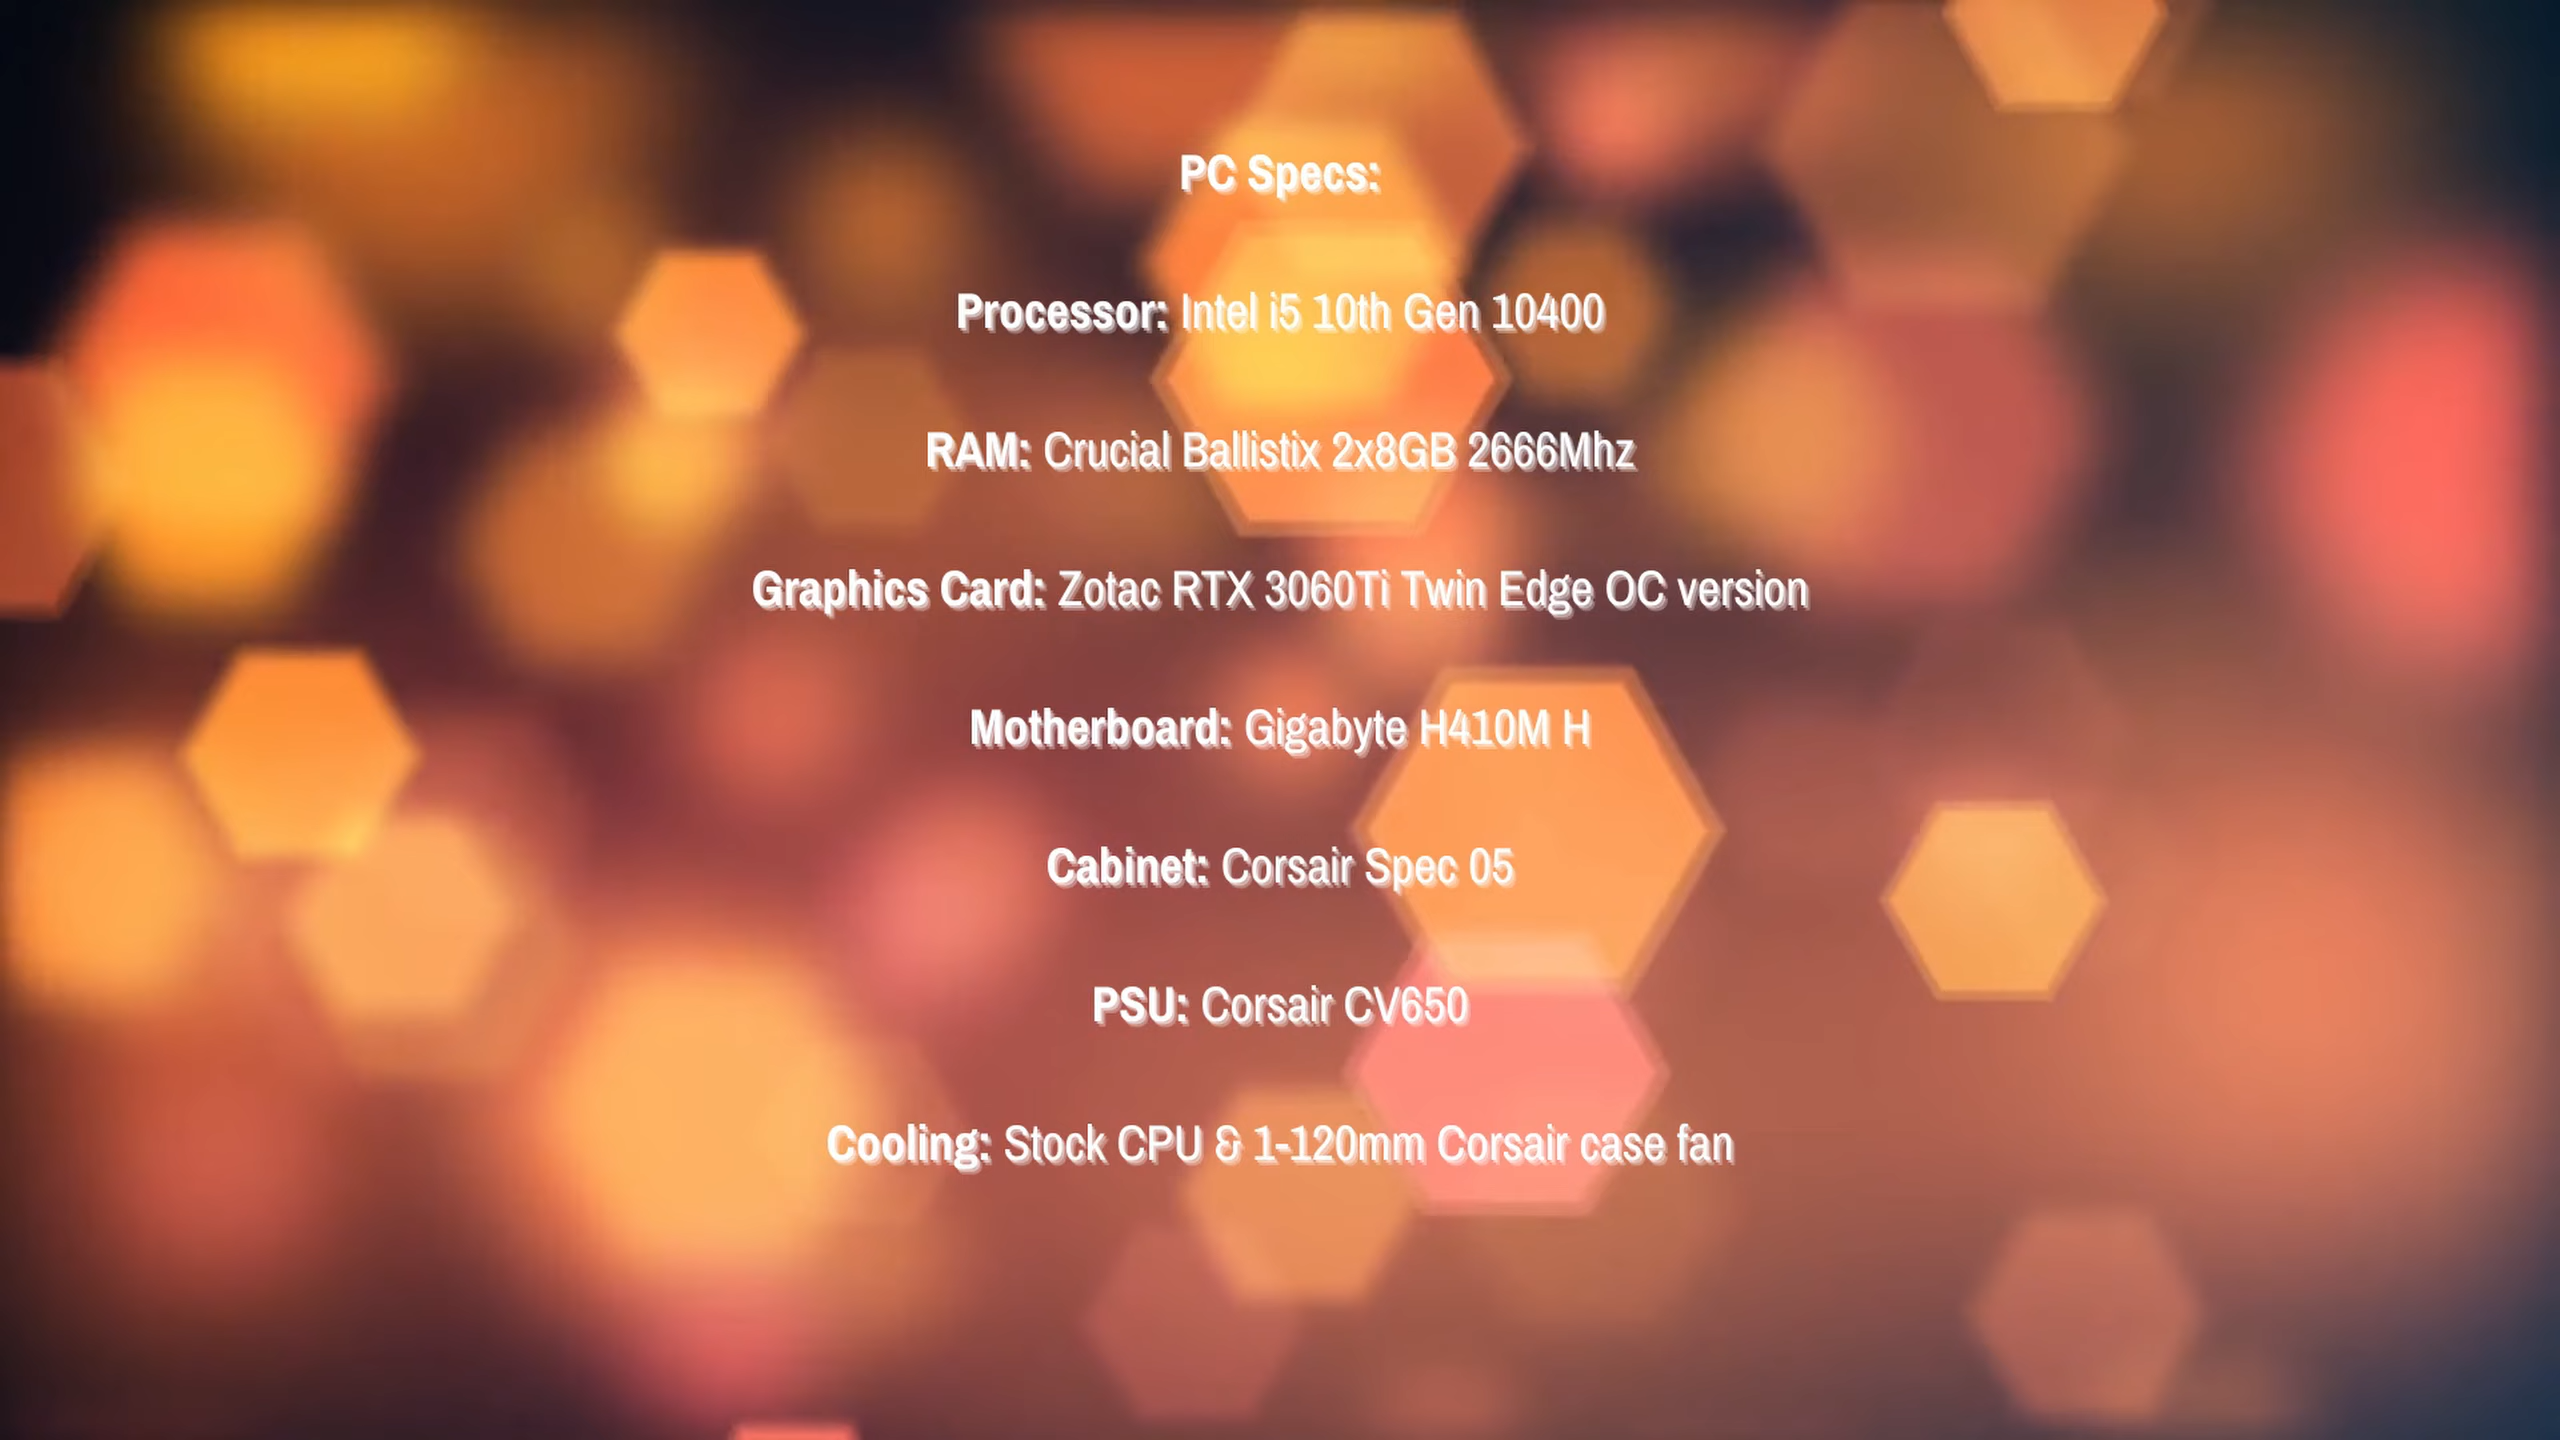 PC Specs:
Processor: Intel i5 10th Gen 10400
RAM: Crucial Ballistix 2x8GB 2666Mhz
Graphics Card: Zotac RTX 3060Ti Twin Edge OC version
Motherboard: Gigabyte H410M H
Cabinet: Corsair Spec 05
PSU: Corsair CV650
Cooling: Stock CPU & 1-120mm Corsair case fan